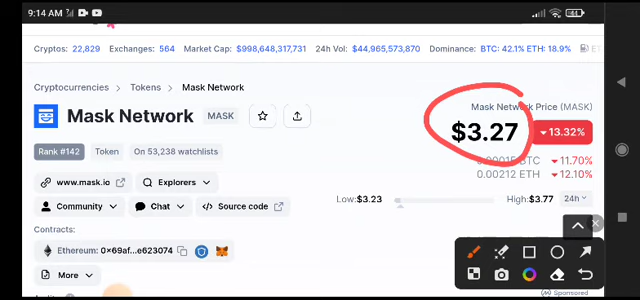 9:14 AM
44
Cryptos: 22,829 Exchanges: 564 Market Cap: $998,648,317,731 24h Vol: $44,965,573,870 Dominance: BTC: 42.1% ETH: 18.9%
Cryptocurrencies > Tokens > Mask Network
Mask Network Price (MASK)
Mask Network MASK
$3.27 13.32%
Rank #142 Token On 53,238 watchlists
0.00015 BTC 11.70%
0.00212 ETH 12.10%
www.mask.io Explorers
Low: $3.23 High: $3.77 24h
Community Chat Source code
Contracts:
Ethereum: 0x69af...e623074
More
Sponsored